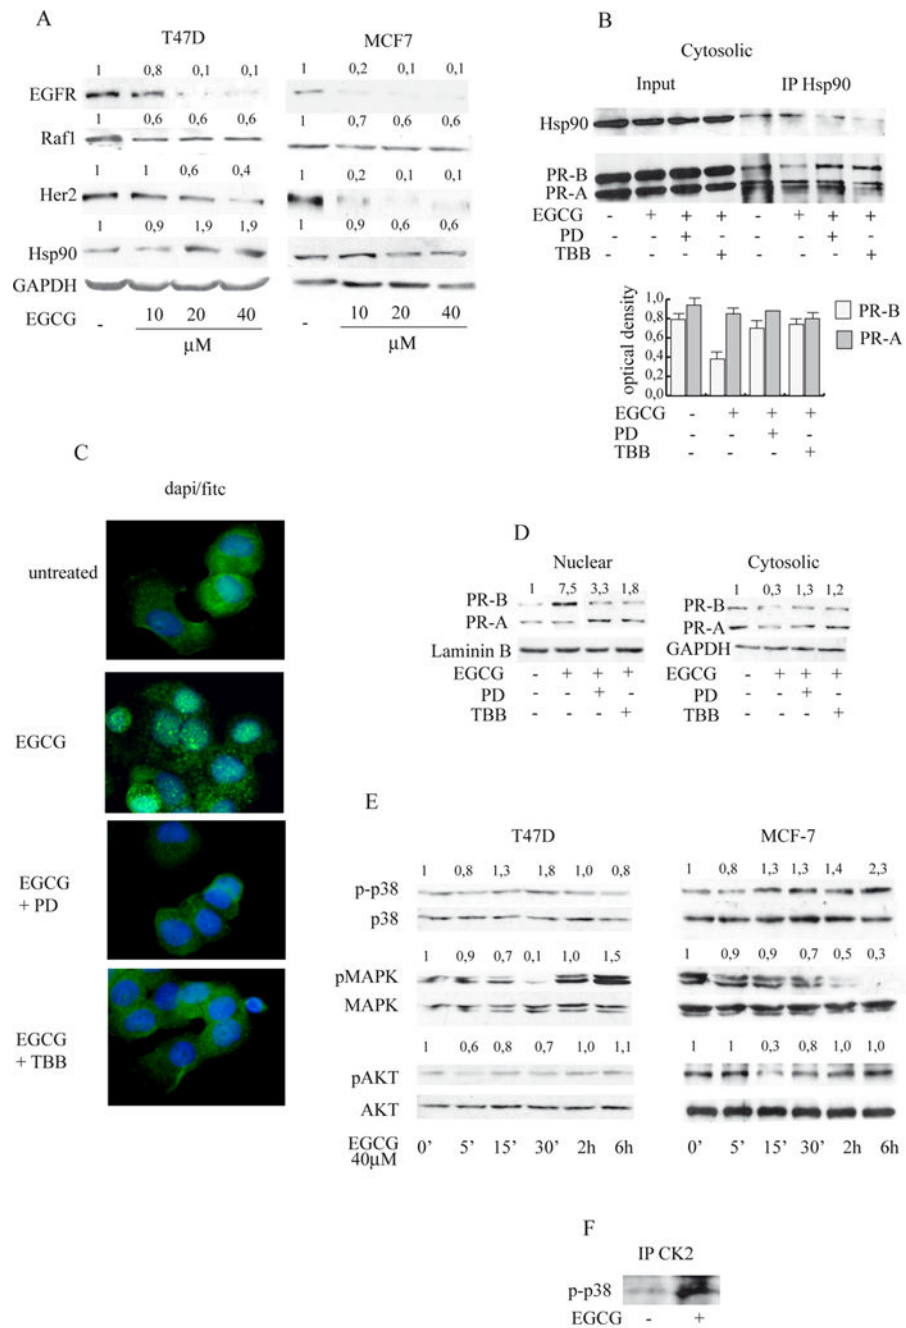 A
T47D
MCF7
1 0,8 0,1 0,1 1 0,2 0,1 0,1
EGFR
1 0,6 0,6 0,6 1 0,7 0,6 0,6
Raf1
1 1 0,6 0,4 1 0,2 0,1 0,1
Her2
1 0,9 1,9 1,9 1 0,9 0,6 0,6
Hsp90
GAPDH
EGCG - 10 20 40 - 10 20 40
µM µM
B
Cytosolic
Input IP Hsp90
Hsp90
PR-B
PR-A
EGCG - + + + - + + +
PD - - + - - - + -
TBB - - - + - - - +
optical density
1,0
0,8
0,6
0,4
0,2
0,0
PR-B
PR-A
EGCG - + + +
PD - - + -
TBB - - - +
C
dapi/fitc
untreated
EGCG
EGCG
+ PD
EGCG
+ TBB
D
Nuclear Cytosolic
1 7,5 3,3 1,8 1 0,3 1,3 1,2
PR-B PR-B
PR-A PR-A
Laminin B GAPDH
EGCG - + + + EGCG - + + +
PD - - + - PD - - + -
TBB - - - + TBB - - - +
E
T47D MCF-7
1 0,8 1,3 1,8 1,0 0,8 1 0,8 1,3 1,3 1,4 2,3
p-p38
p38
1 0,9 0,7 0,1 1,0 1,5 1 0,9 0,9 0,7 0,5 0,3
pMAPK
MAPK
1 0,6 0,8 0,7 1,0 1,1 1 1 0,3 0,8 1,0 1,0
pAKT
AKT
EGCG 0’ 5’ 15’ 30’ 2h 6h 0’ 5’ 15’ 30’ 2h 6h
40µM
F
IP CK2
p-p38
EGCG - +